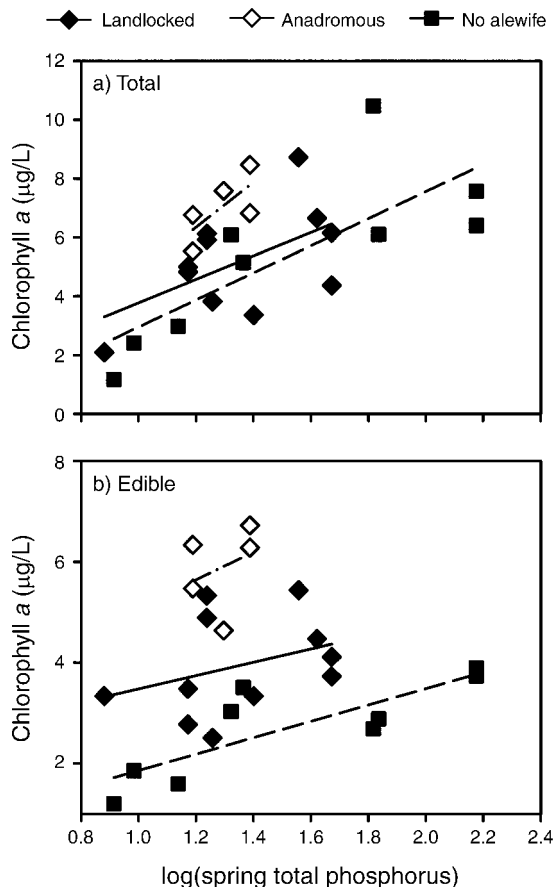 Landlocked Anadromous No alewife
a) Total
12
10
8
6
4
2
0
Chlorophyll a (µg/L)
b) Edible
8
6
4
2
Chlorophyll a (µg/L)
0.8 1.0 1.2 1.4 1.6 1.8 2.0 2.2 2.4
log(spring total phosphorus)